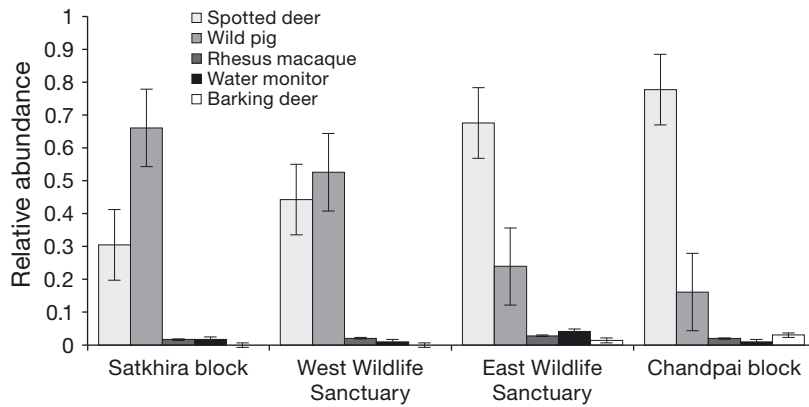 1
0.9
0.8
0.7
0.6
0.5
0.4
0.3
0.2
0.1
0
Relative abundance
Spotted deer
Wild pig
Rhesus macaque
Water monitor
Barking deer
Satkhira block
West Wildlife
Sanctuary
East Wildlife
Sanctuary
Chandpai block